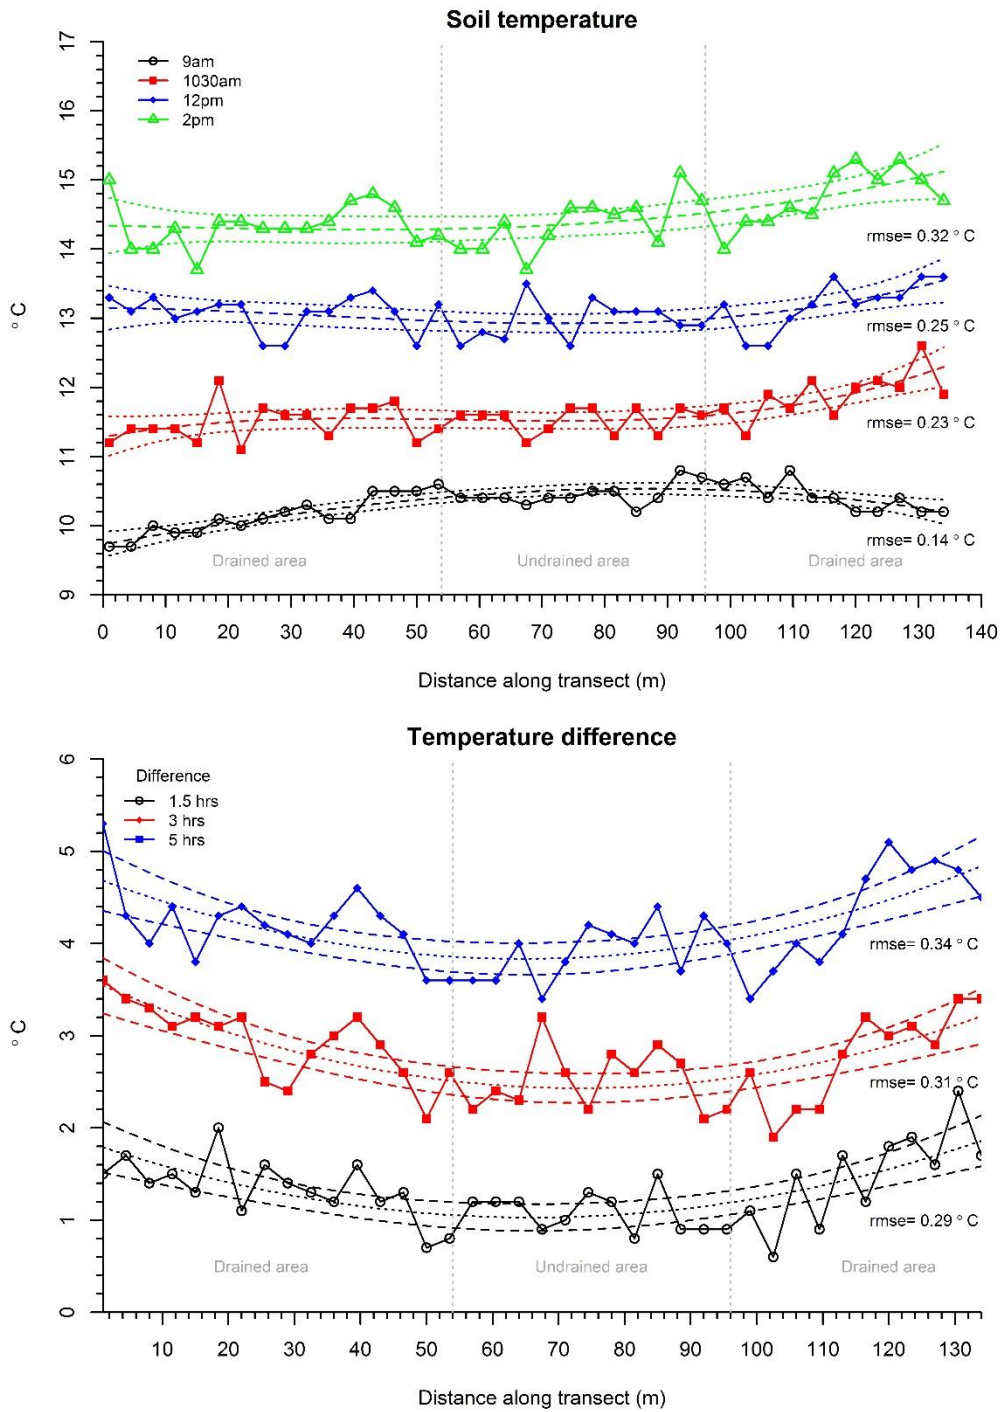 Soil temperature
9am
1030am
12pm
2pm
17
16
15
14
13
12
11
10
9
° C
rmse= 0.32 ° C
rmse= 0.25 ° C
rmse= 0.23 ° C
rmse= 0.14 ° C
Drained area Undrained area Drained area
0 10 20 30 40 50 60 70 80 90 100 110 120 130 140
Distance along transect (m)
Temperature difference
Difference
1.5 hrs
3 hrs
5 hrs
6
5
4
3
2
1
0
° C
rmse= 0.34 ° C
rmse= 0.31 ° C
rmse= 0.29 ° C
Drained area Undrained area Drained area
10 20 30 40 50 60 70 80 90 100 110 120 130
Distance along transect (m)